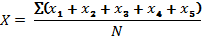 X = Σ(x₁ + x₂ + x₃ + x₄ + x₅) / N